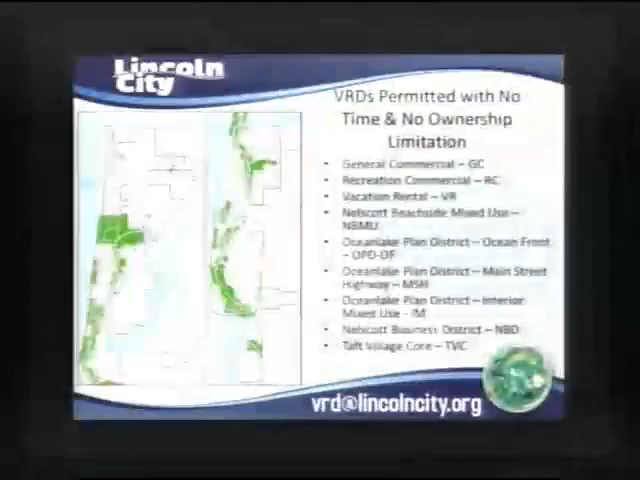 Lincoln
City
VRDs Permitted with No
Time & No Ownership
Limitation
• General Commercial – GC
• Recreation Commercial – RC
• Vacation Rental – VR
• Nelscott Beachside Mixed Use –
NBMU
• Oceanlake Plan District – Ocean Front
– OPD-OF
• Oceanlake Plan District – Main Street
Highway – MSH
• Oceanlake Plan District – Interior
Mixed Use - IM
• Nelscott Business District – NBD
• Taft Village Core – TVC
vrd@lincolncity.org